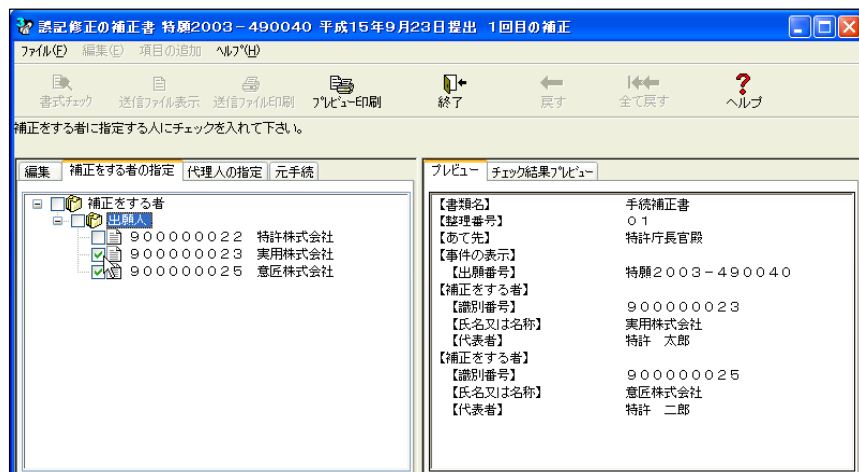 誤記修正の補正書 特願2003-490040 平成15年9月23日提出 1回目の補正
ファイル(F) 編集(E) 項目の追加 ヘルプ(H)
書式チェック 送信ファイル表示 送信ファイル印刷 プレビュー印刷 終了 戻す 全て戻す ヘルプ
補正をする者に指定する人にチェックを入れて下さい。
編集 補正をする者の指定 代理人の指定 元手続
補正をする者
出願人
900000022 特許株式会社
900000023 実用株式会社
900000025 意匠株式会社
プレビュー チェック結果プレビュー
【書類名】 手続補正書
【整理番号】 01
【あて先】 特許庁長官殿
【事件の表示】
【出願番号】 特願2003-490040
【補正をする者】
【識別番号】 900000023
【氏名又は名称】 実用株式会社
【代表者】 特許 太郎
【補正をする者】
【識別番号】 900000025
【氏名又は名称】 意匠株式会社
【代表者】 特許 二郎